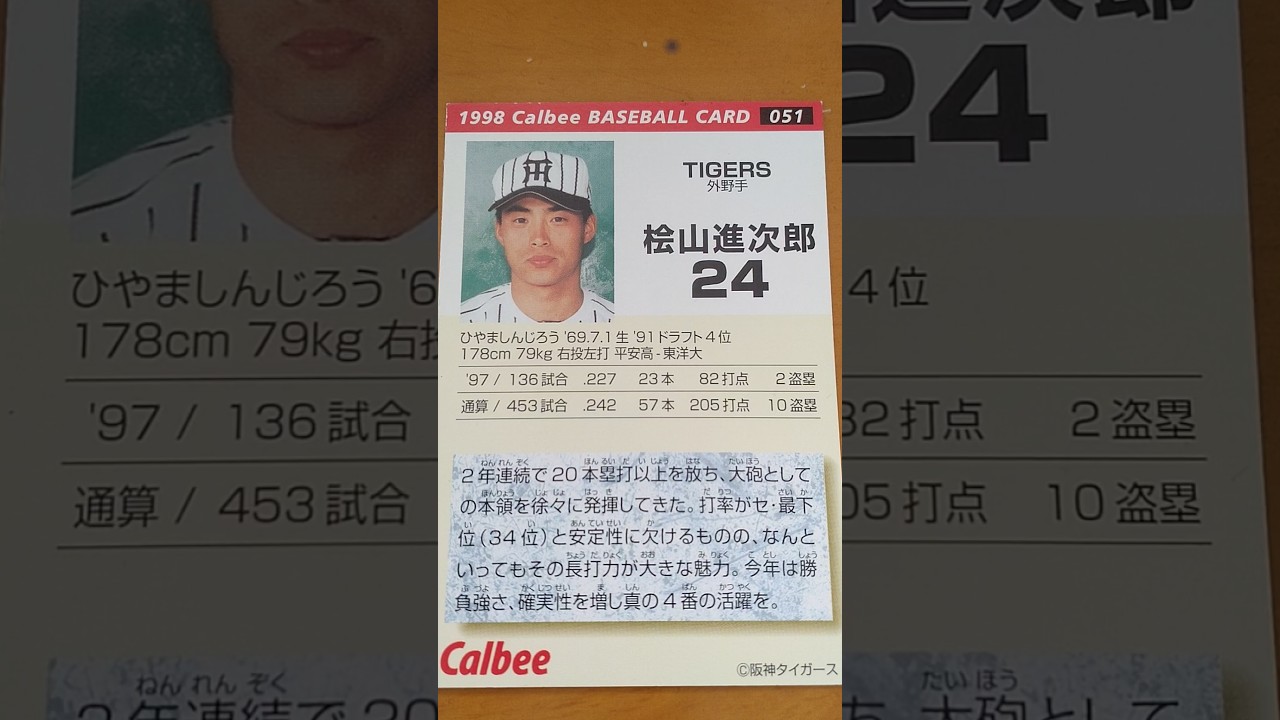 1998 Calbee BASEBALL CARD 051
TIGERS
外野手
桧山進次郎
24
ひやましんじろう '69.7.1生 '91ドラフト4位
178cm 79kg 右投左打 平安高-東洋大
'97 / 136試合 .227 23本 82打点 2盗塁
通算 / 453試合 .242 57本 205打点 10盗塁
2年連続で20本塁打以上を放ち、大砲として
の本領を徐々に発揮してきた。打率がセ・最下
位(34位)と安定性に欠けるものの、なんと
いってもその長打力が大きな魅力。今年は勝
負強さ、確実性を増し真の4番の活躍を。
Calbee
©阪神タイガース